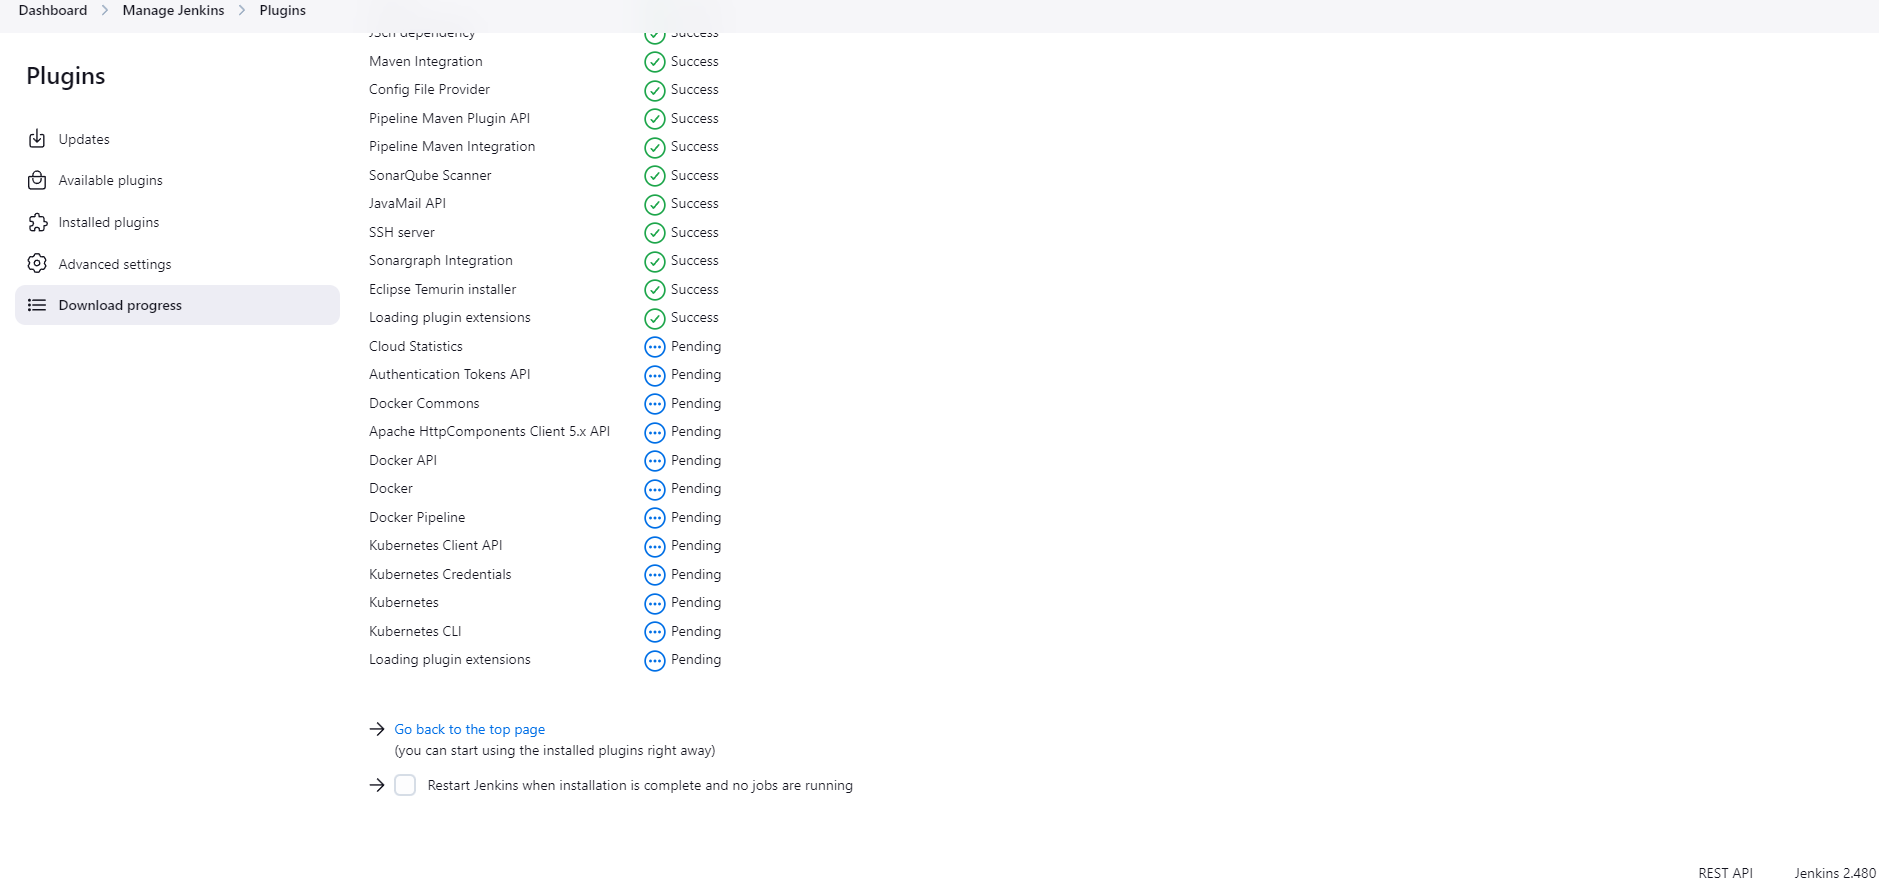 Dashboard > Manage Jenkins > Plugins
Plugins
Updates
Available plugins
Installed plugins
Advanced settings
Download progress
JSch dependency Success
Maven Integration Success
Config File Provider Success
Pipeline Maven Plugin API Success
Pipeline Maven Integration Success
SonarQube Scanner Success
JavaMail API Success
SSH server Success
Sonargraph Integration Success
Eclipse Temurin installer Success
Loading plugin extensions Success
Cloud Statistics Pending
Authentication Tokens API Pending
Docker Commons Pending
Apache HttpComponents Client 5.x API Pending
Docker API Pending
Docker Pending
Docker Pipeline Pending
Kubernetes Client API Pending
Kubernetes Credentials Pending
Kubernetes Pending
Kubernetes CLI Pending
Loading plugin extensions Pending
→ Go back to the top page
(you can start using the installed plugins right away)
→ Restart Jenkins when installation is complete and no jobs are running
REST API Jenkins 2.480